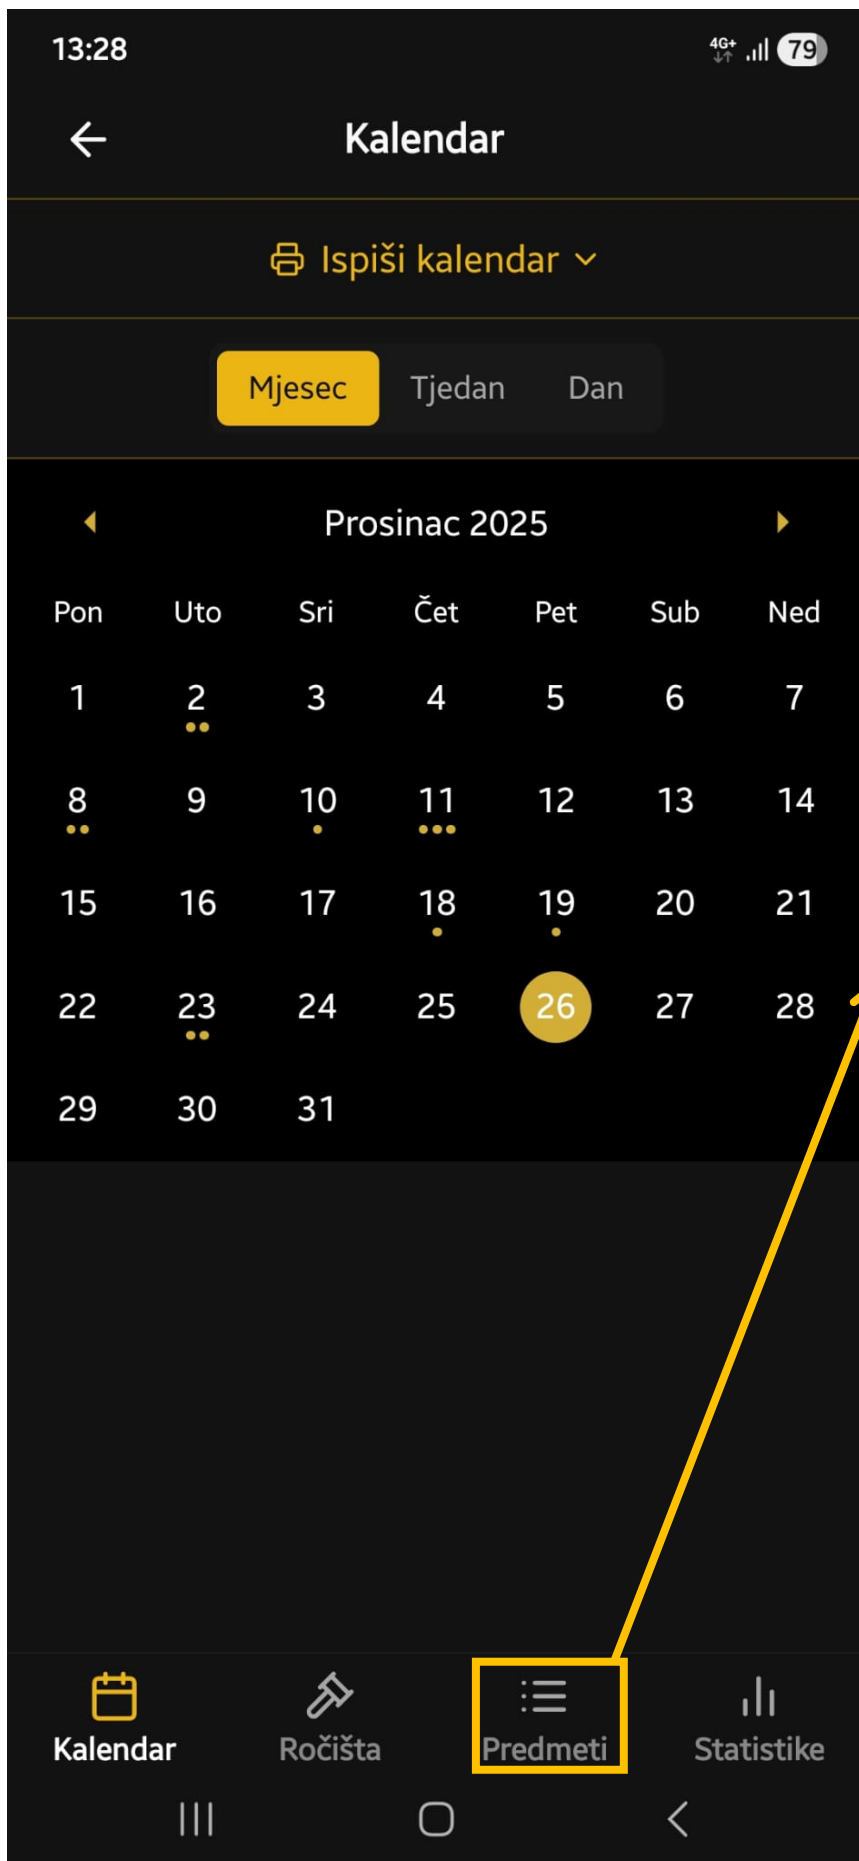 13:28 4G+ 79
Kalendar
Ispiši kalendar
Mjesec Tjedan Dan
Prosinac 2025
Pon Uto Sri Čet Pet Sub Ned
1 2 3 4 5 6 7
8 9 10 11 12 13 14
15 16 17 18 19 20 21
22 23 24 25 26 27 28
29 30 31
Kalendar Ročišta Predmeti Statistike